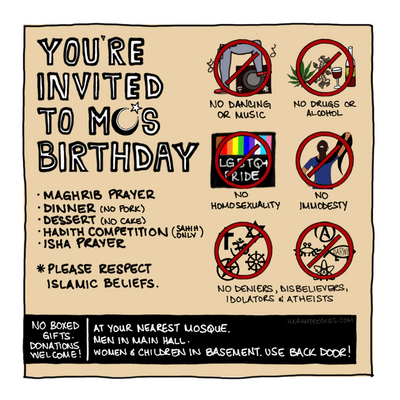 YOU'RE
INVITED
TO MO'S
BIRTHDAY
· MAGHRIB PRAYER
· DINNER (NO PORK)
· DESSERT (NO CAKE)
· HADITH COMPETITION (SAHIH ONLY)
· ISHA PRAYER
* PLEASE RESPECT
ISLAMIC BELIEFS.
NO DANCING
OR MUSIC
NO DRUGS OR
ALCOHOL
LGBTQ+
PRIDE
NO
HOMOSEXUALITY
NO
IMMODESTY
NO DENIERS, DISBELIEVERS,
IDOLATORS & ATHEISTS
NO BOXED
GIFTS.
DONATIONS
WELCOME!
AT YOUR NEAREST MOSQUE.
MEN IN MAIN HALL.
WOMEN & CHILDREN IN BASEMENT. USE BACK DOOR!